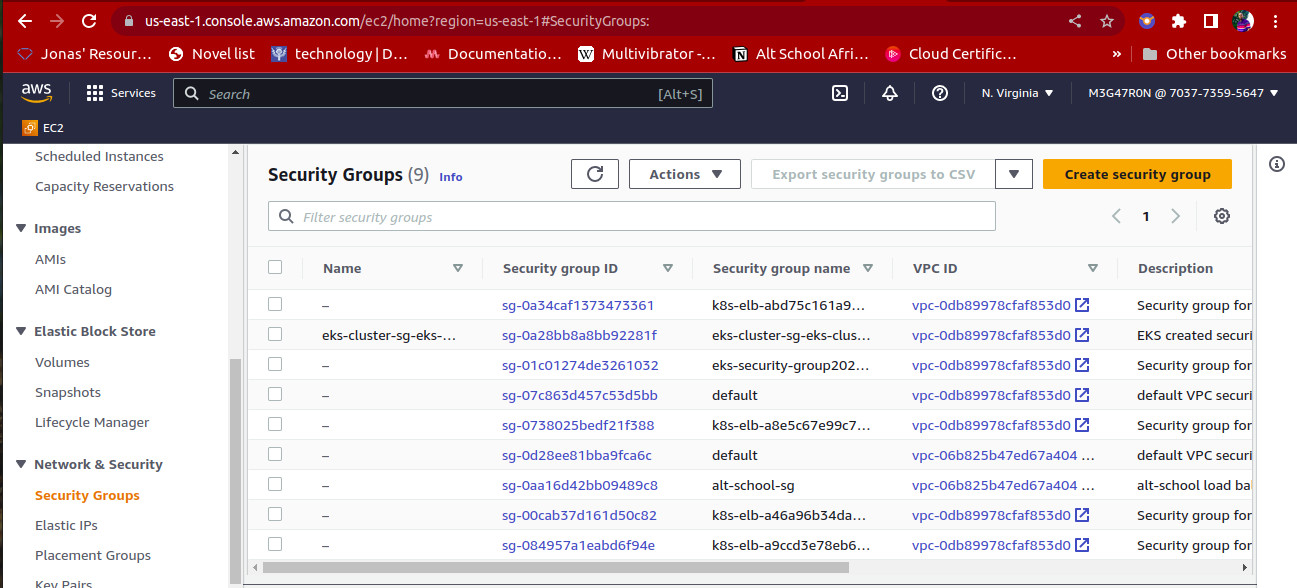 us-east-1.console.aws.amazon.com/ec2/home?region=us-east-1#SecurityGroups:
Jonas' Resour... Novel list technology | D... Documentatio... Multivibrator -... Alt School Afri... Cloud Certific... » Other bookmarks
aws Services Search [Alt+S] N. Virginia M3G47R0N @ 7037-7359-5647
EC2
Scheduled Instances
Capacity Reservations
Images
AMIs
AMI Catalog
Elastic Block Store
Volumes
Snapshots
Lifecycle Manager
Network & Security
Security Groups
Elastic IPs
Placement Groups
Key Pairs
Security Groups (9) Info Actions Export security groups to CSV Create security group
Filter security groups 1
Name Security group ID Security group name VPC ID Description
– sg-0a34caf1373473361 k8s-elb-abd75c161a9... vpc-0db89978cfaf853d0 Security group for
eks-cluster-sg-eks-... sg-0a28bb8a8bb92281f eks-cluster-sg-eks-clus... vpc-0db89978cfaf853d0 EKS created securi
– sg-01c01274de3261032 eks-security-group202... vpc-0db89978cfaf853d0 Security group for
– sg-07c863d457c53d5bb default vpc-0db89978cfaf853d0 default VPC securi
– sg-0738025bedf21f388 k8s-elb-a8e5c67e99c7... vpc-0db89978cfaf853d0 Security group for
– sg-0d28ee81bba9fca6c default vpc-06b825b47ed67a404 ... default VPC securi
– sg-0aa16d42bb09489c8 alt-school-sg vpc-06b825b47ed67a404 ... alt-school load ba
– sg-00cab37d161d50c82 k8s-elb-a46a96b34da... vpc-0db89978cfaf853d0 Security group for
– sg-084957a1eabd6f94e k8s-elb-a9ccd3e78eb6... vpc-0db89978cfaf853d0 Security group for